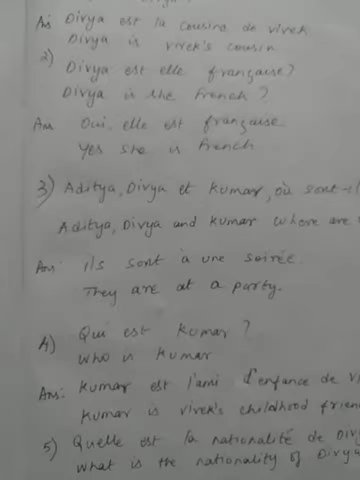 Ans Divya est la cousine de vivek
Divya is vivek's cousin
2) Divya est elle française?
Divya is she French?
Ans Oui, elle est française.
Yes she is French
3) Aditya, Divya et Kumar, où sont-il
Aditya, Divya and Kumar where are
Ans: ils sont à une soirée.
They are at a party.
4) Qui est Kumar?
who is Kumar
Ans: Kumar est l'ami d'enfance de
Kumar is vivek's childhood
5) Quelle est la nationalité de
what is the nationality of Divya